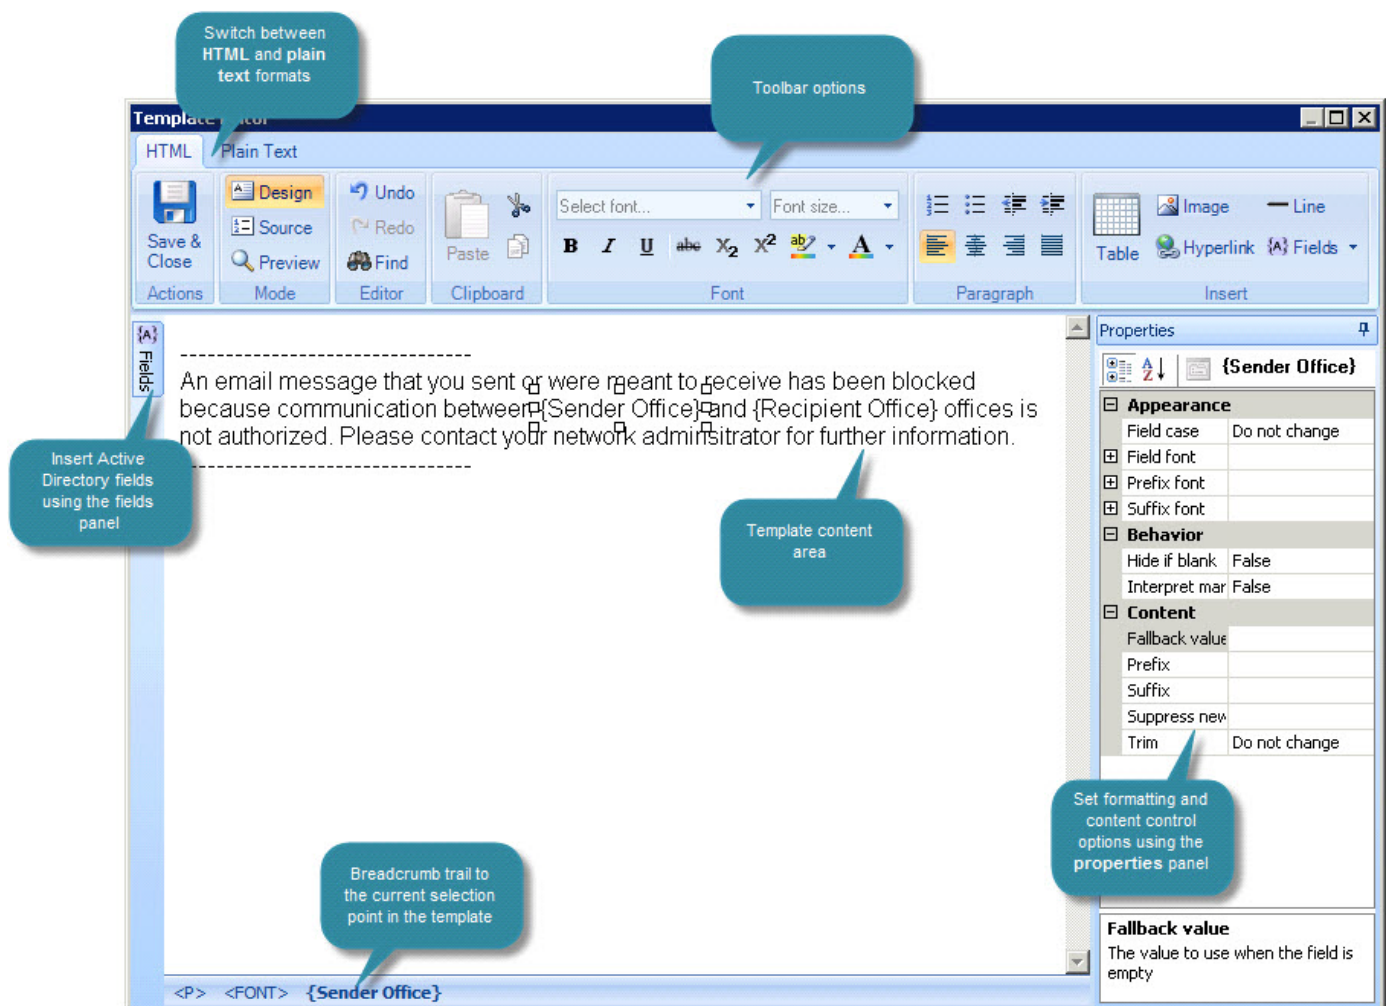 Switch between
HTML and plain
text formats
Toolbar options
Template Editor
HTML Plain Text
Save &
Close
Actions
Design
Source
Preview
Mode
Undo
Redo
Find
Editor
Paste
Clipboard
Select font... Font size...
B I U abc X2 X2 ab A
Font
Paragraph
Table
Image Line
Hyperlink {A} Fields
Insert
{A} Fields
--------------------------------
An email message that you sent or were meant to receive has been blocked
because communication between {Sender Office} and {Recipient Office} offices is
not authorized. Please contact your network adminsitrator for further information.
--------------------------------
Insert Active
Directory fields
using the fields
panel
Template content
area
Properties
{Sender Office}
Appearance
Field case Do not change
Field font
Prefix font
Suffix font
Behavior
Hide if blank False
Interpret mar False
Content
Fallback value
Prefix
Suffix
Suppress new
Trim Do not change
Set formatting and
content control
options using the
properties panel
Breadcrumb trail to
the current selection
point in the template
Fallback value
The value to use when the field is
empty
<P> <FONT> {Sender Office}